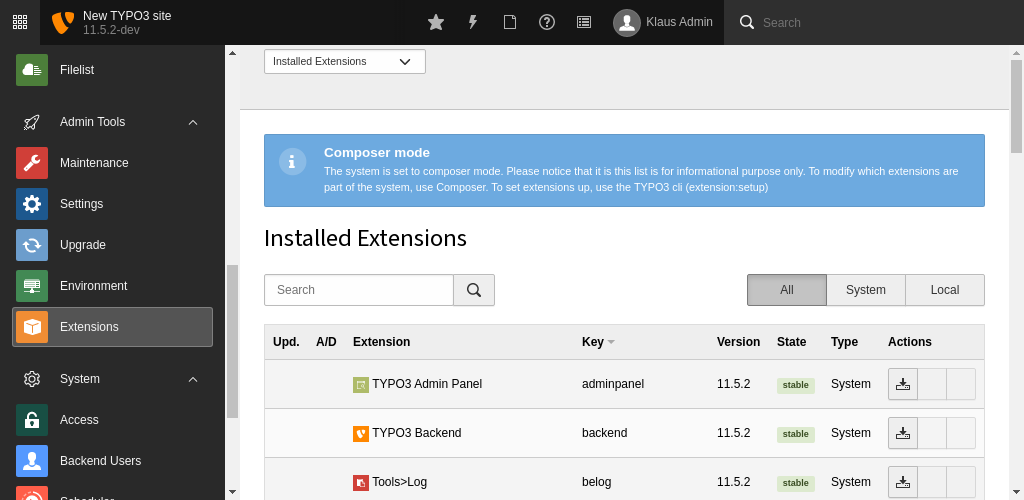 New TYPO3 site
11.5.2-dev
Klaus Admin
Search
Filelist
Admin Tools
Maintenance
Settings
Upgrade
Environment
Extensions
System
Access
Backend Users
Scheduler
Installed Extensions
Composer mode
The system is set to composer mode. Please notice that it is this list is for informational purpose only. To modify which extensions are
part of the system, use Composer. To set extensions up, use the TYPO3 cli (extension:setup)
Installed Extensions
Search
All System Local
Upd. A/D Extension Key Version State Type Actions
TYPO3 Admin Panel adminpanel 11.5.2 stable System
TYPO3 Backend backend 11.5.2 stable System
Tools>Log belog 11.5.2 stable System